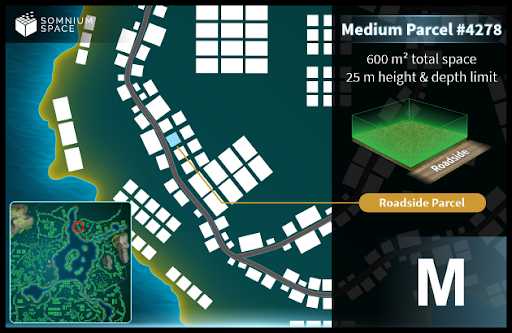 SOMNIUM
SPACE
Medium Parcel #4278
600 m² total space
25 m height & depth limit
Roadside
Roadside Parcel
M